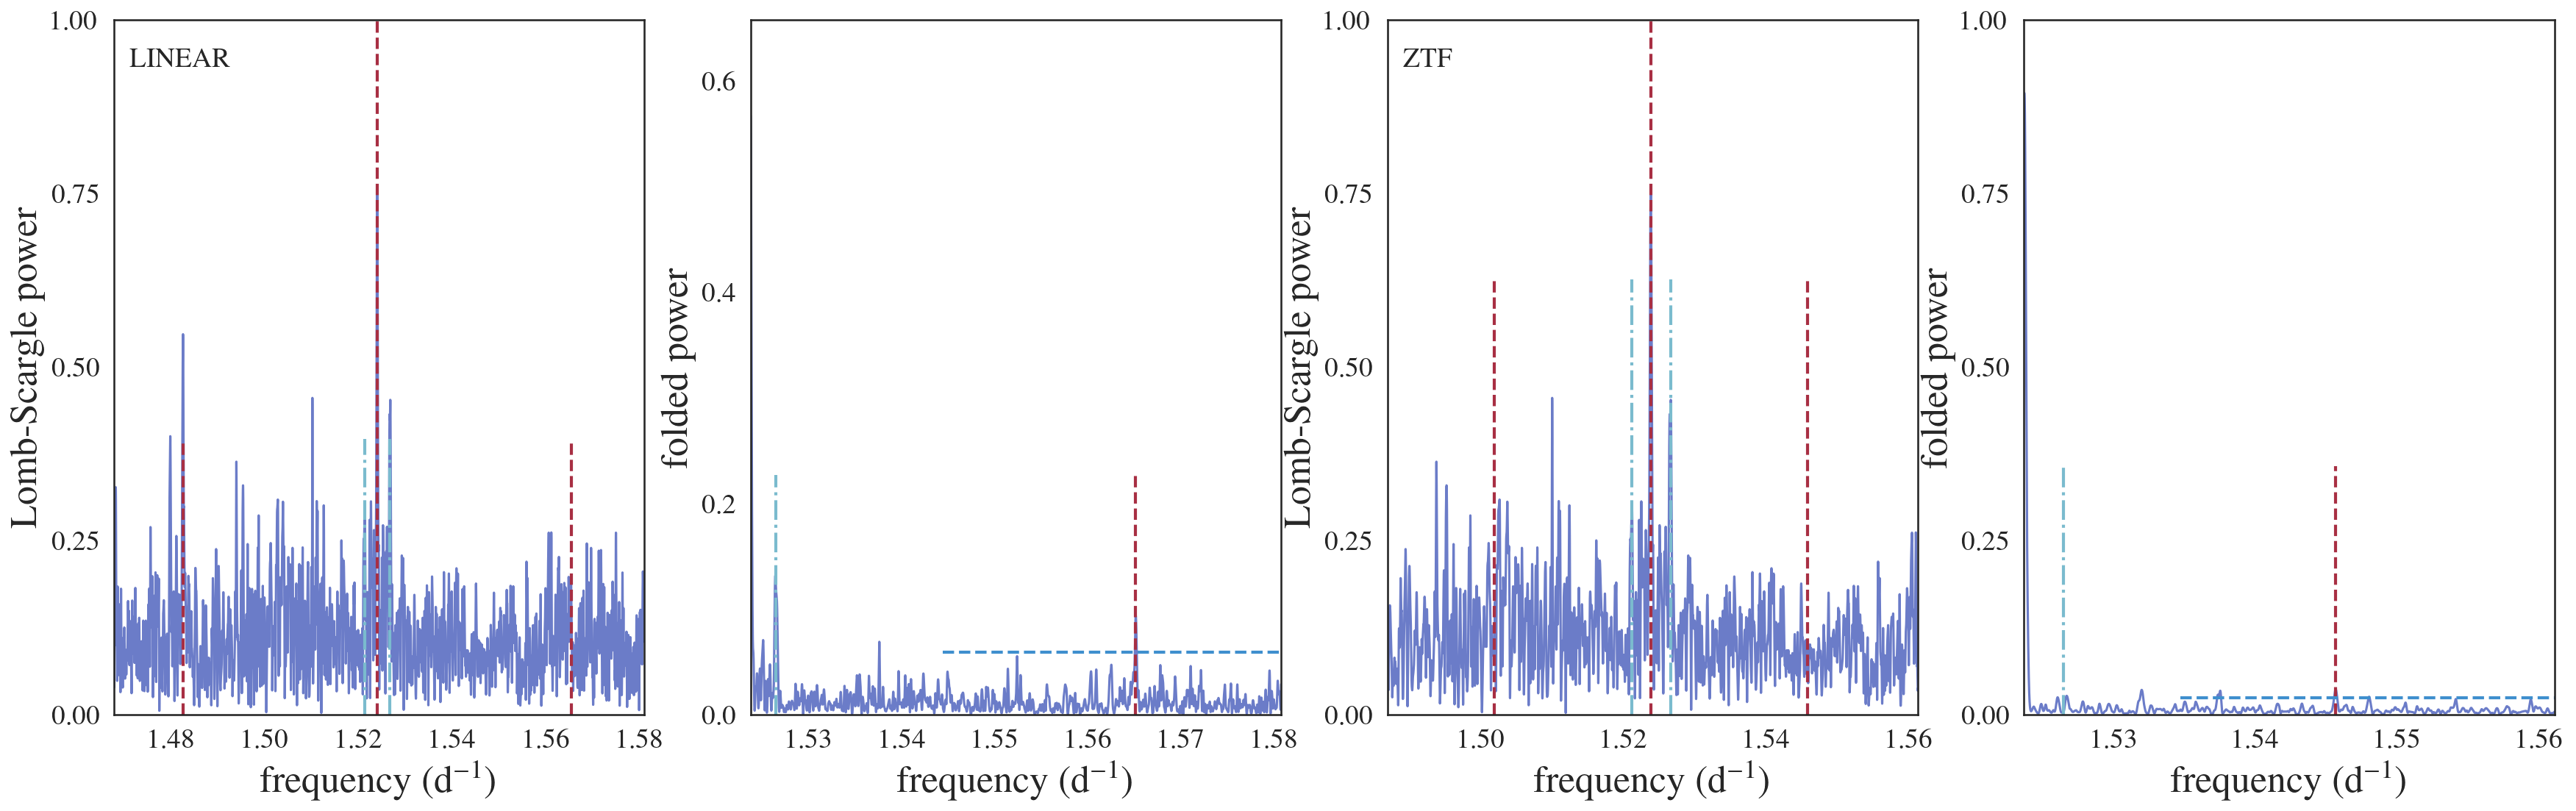 LINEAR
1.00
0.75
0.50
0.25
0.00
Lomb-Scargle power
1.48 1.50 1.52 1.54 1.56 1.58
frequency (d⁻¹)
0.6
0.4
0.2
0.0
folded power
1.53 1.54 1.55 1.56 1.57 1.58
frequency (d⁻¹)
ZTF
1.00
0.75
0.50
0.25
0.00
Lomb-Scargle power
1.50 1.52 1.54 1.56
frequency (d⁻¹)
1.00
0.75
0.50
0.25
0.00
folded power
1.53 1.54 1.55 1.56
frequency (d⁻¹)